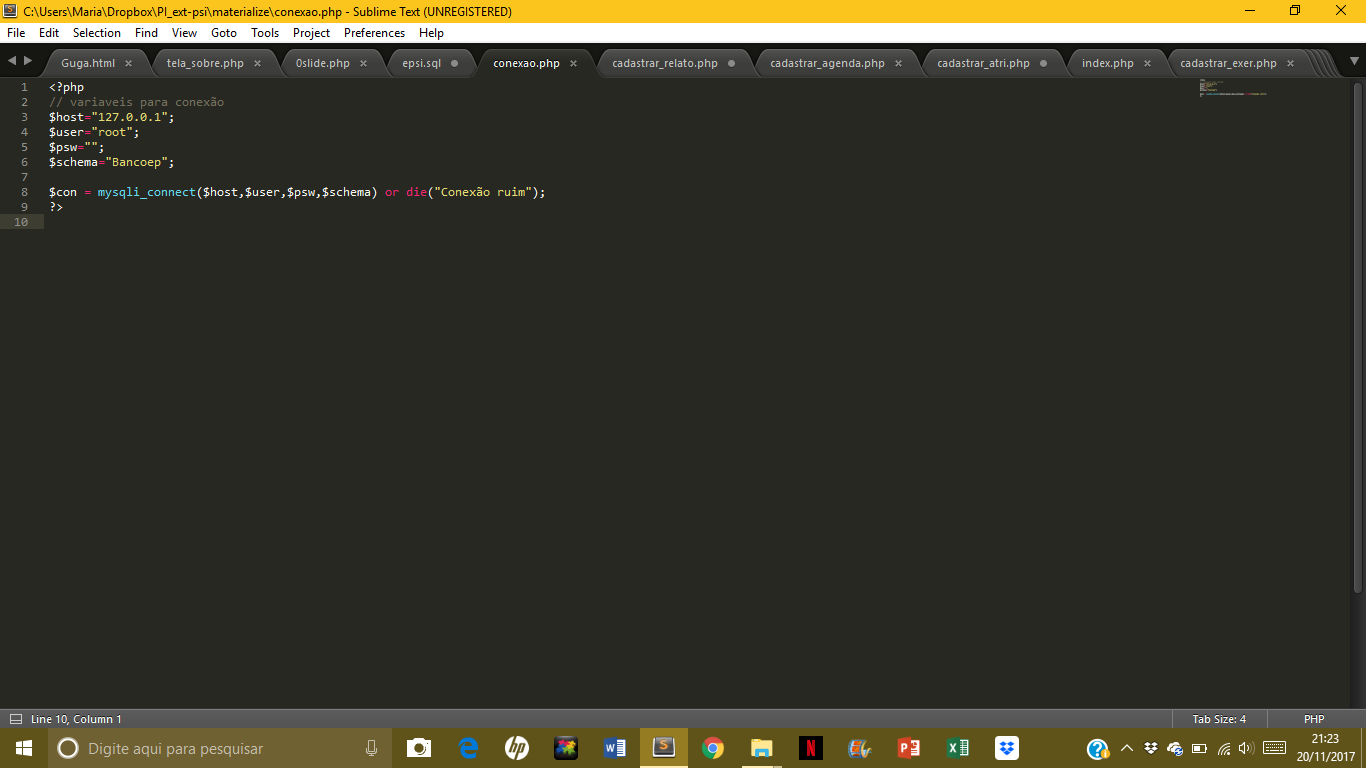 C:\Users\Maria\Dropbox\PI_ext-psi\materialize\conexao.php - Sublime Text (UNREGISTERED)
File Edit Selection Find View Goto Tools Project Preferences Help
Guga.html tela_sobre.php 0slide.php epsi.sql conexao.php cadastrar_relato.php cadastrar_agenda.php cadastrar_atri.php index.php cadastrar_exer.php
1 <?php
2 // variaveis para conexão
3 $host="127.0.0.1";
4 $user="root";
5 $psw="";
6 $schema="Bancoep";
7
8 $con = mysqli_connect($host,$user,$psw,$schema) or die("Conexão ruim");
9 ?>
10
Line 10, Column 1 Tab Size: 4 PHP
Digite aqui para pesquisar
21:23
20/11/2017